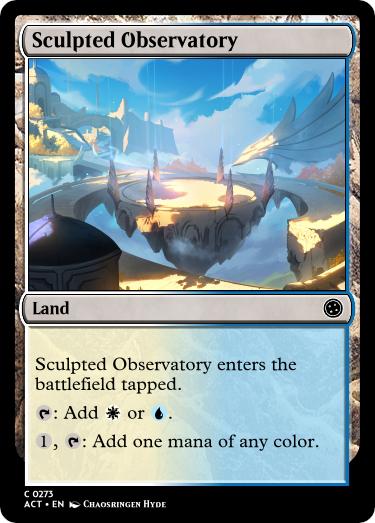 Sculpted Observatory
Land
Sculpted Observatory enters the
battlefield tapped.
: Add or .
1, : Add one mana of any color.
C 0273
ACT • EN Chaosringen Hyde